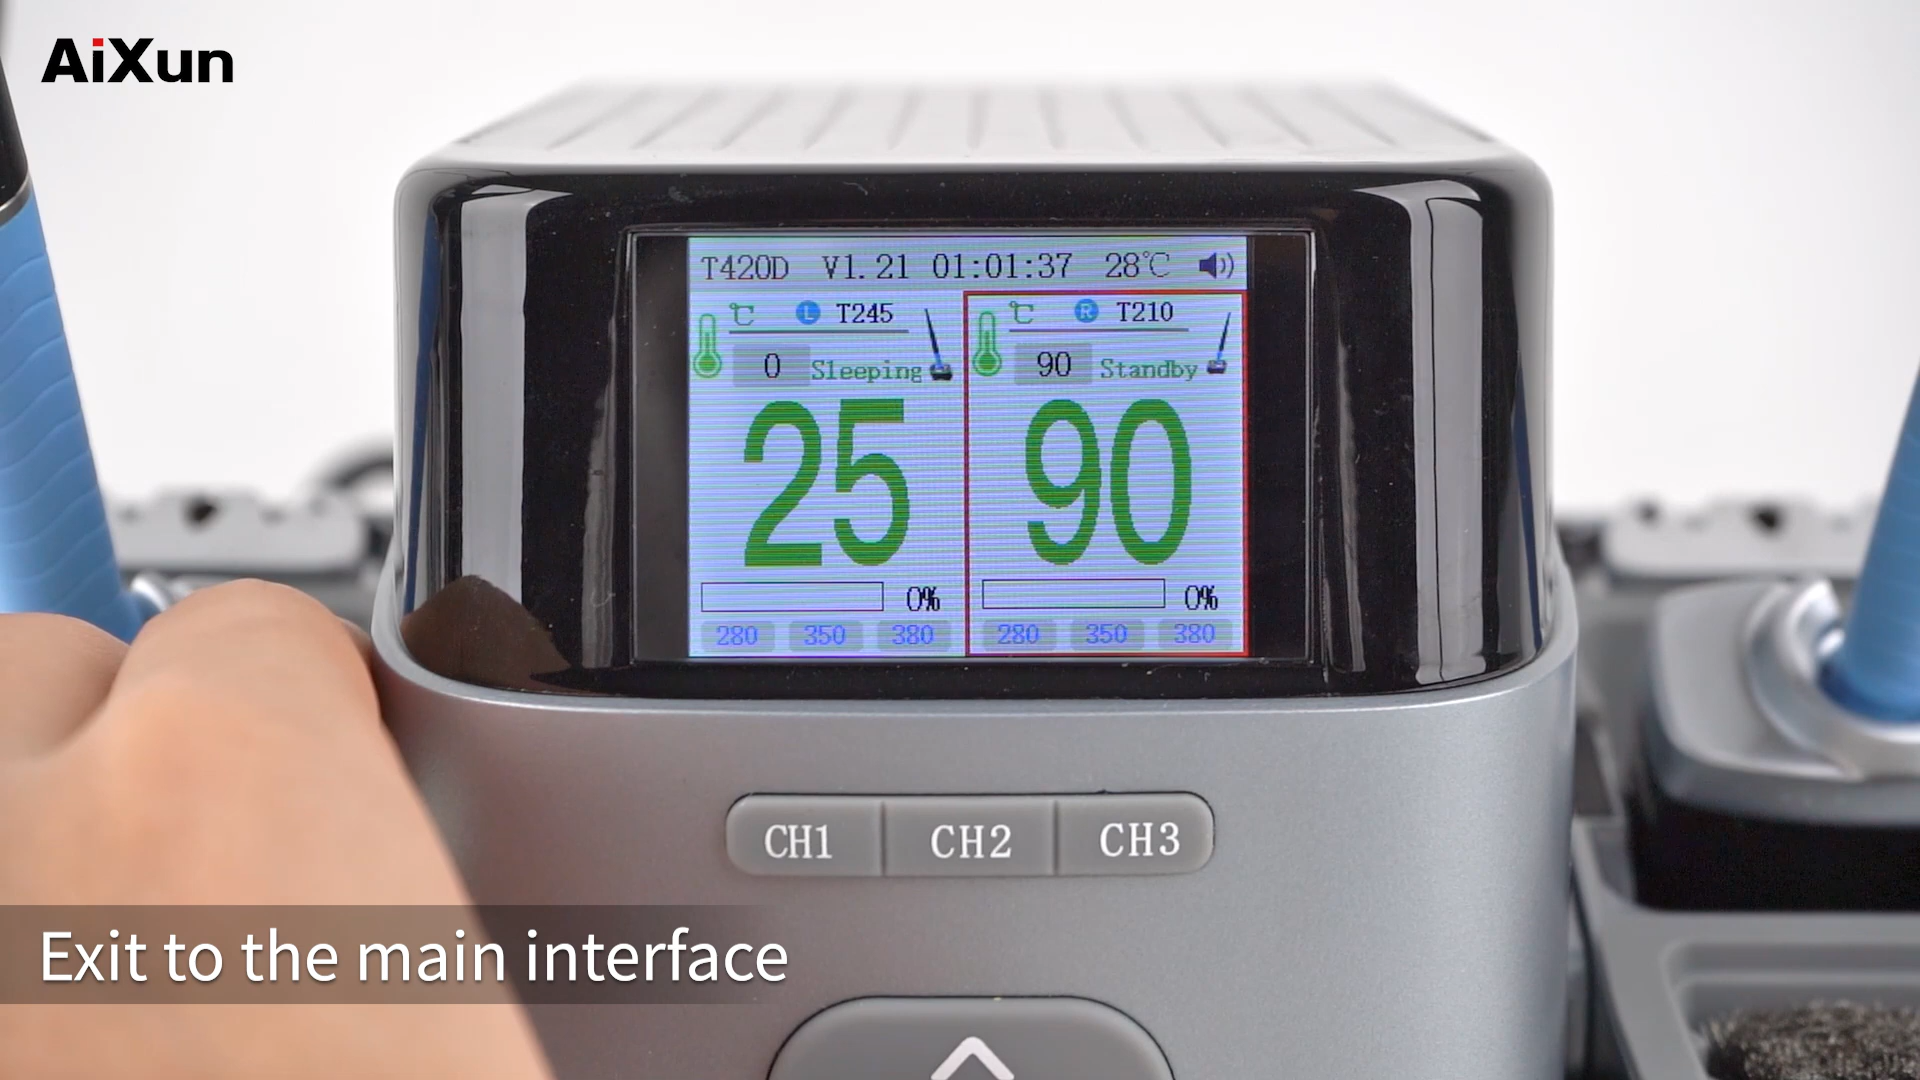 AiXun
T420D V1.21 01:01:37 28℃
℃ L T245
0 Sleeping
25
0%
280 350 380
℃ R T210
90 Standby
90
0%
280 350 380
CH1 CH2 CH3
Exit to the main interface